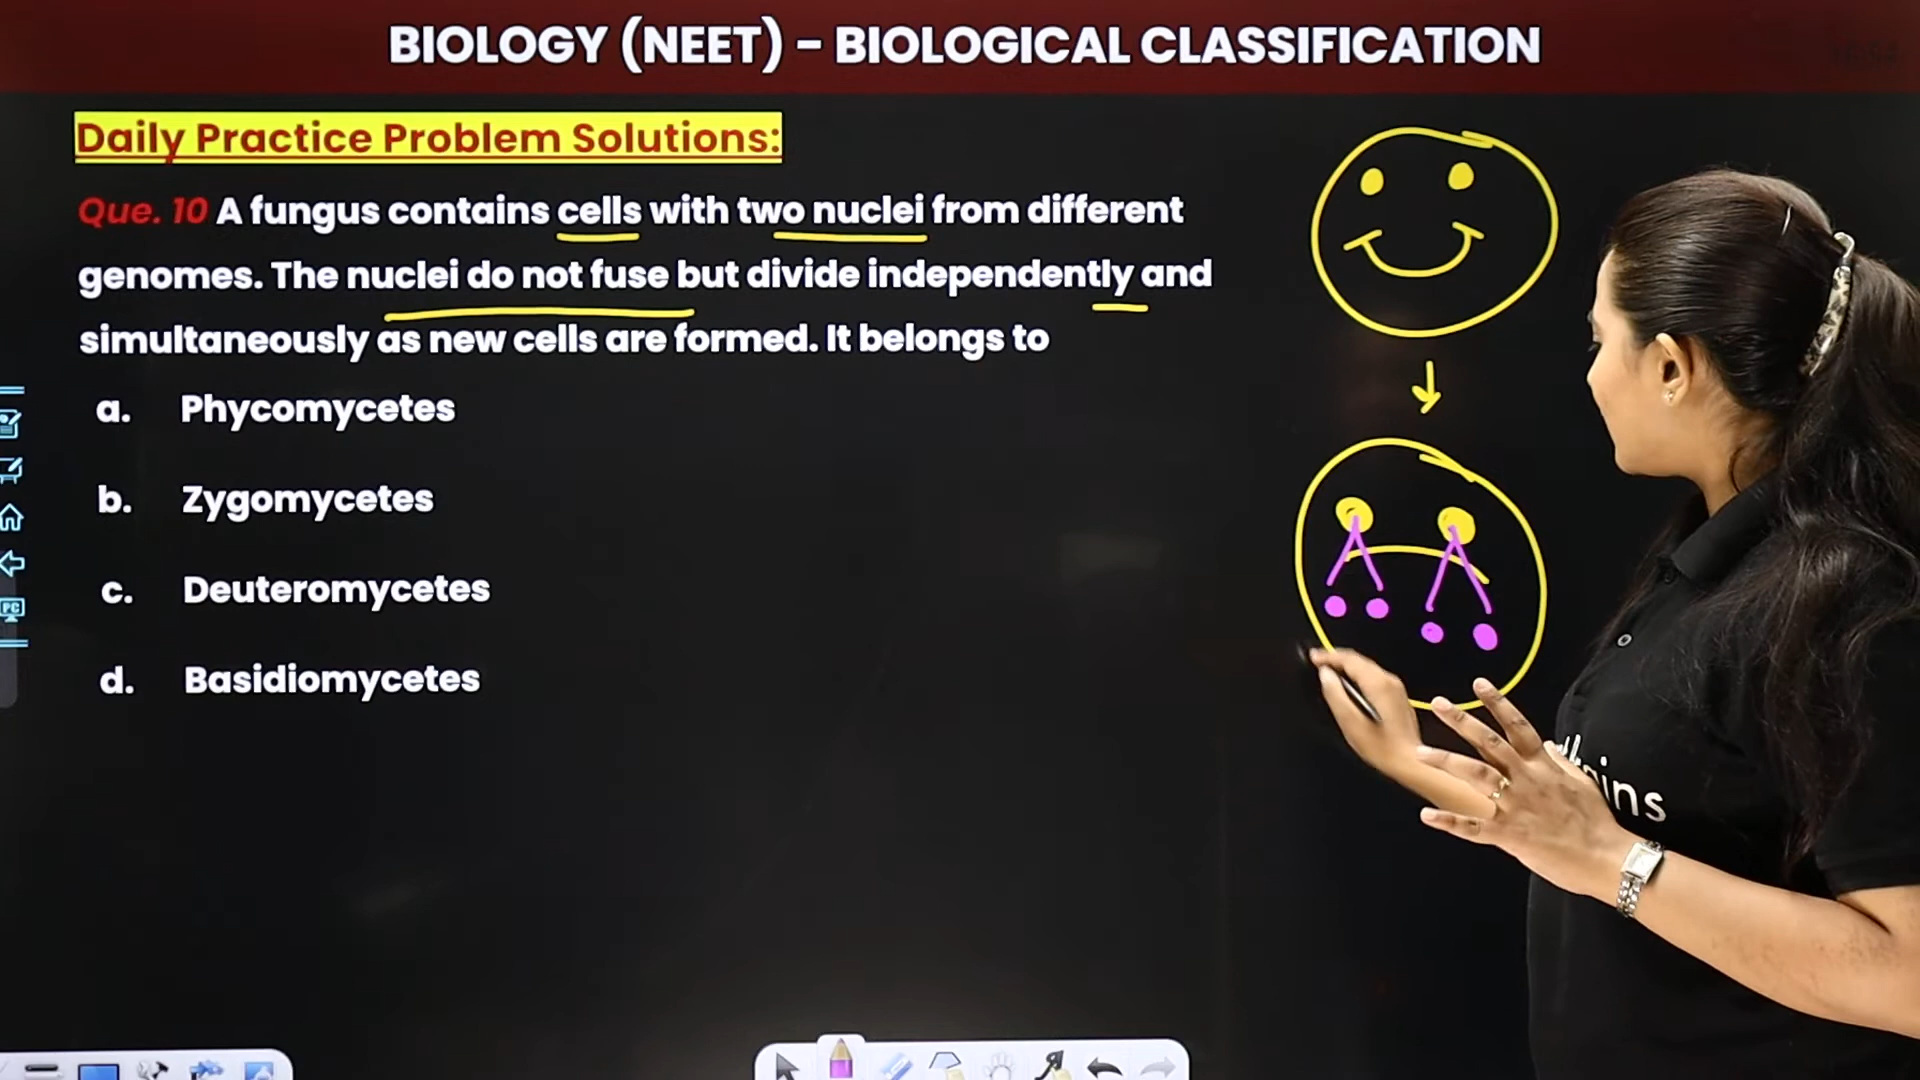 BIOLOGY (NEET) - BIOLOGICAL CLASSIFICATION
Daily Practice Problem Solutions:
Que. 10 A fungus contains cells with two nuclei from different
genomes. The nuclei do not fuse but divide independently and
simultaneously as new cells are formed. It belongs to
a. Phycomycetes
b. Zygomycetes
c. Deuteromycetes
d. Basidiomycetes
PC